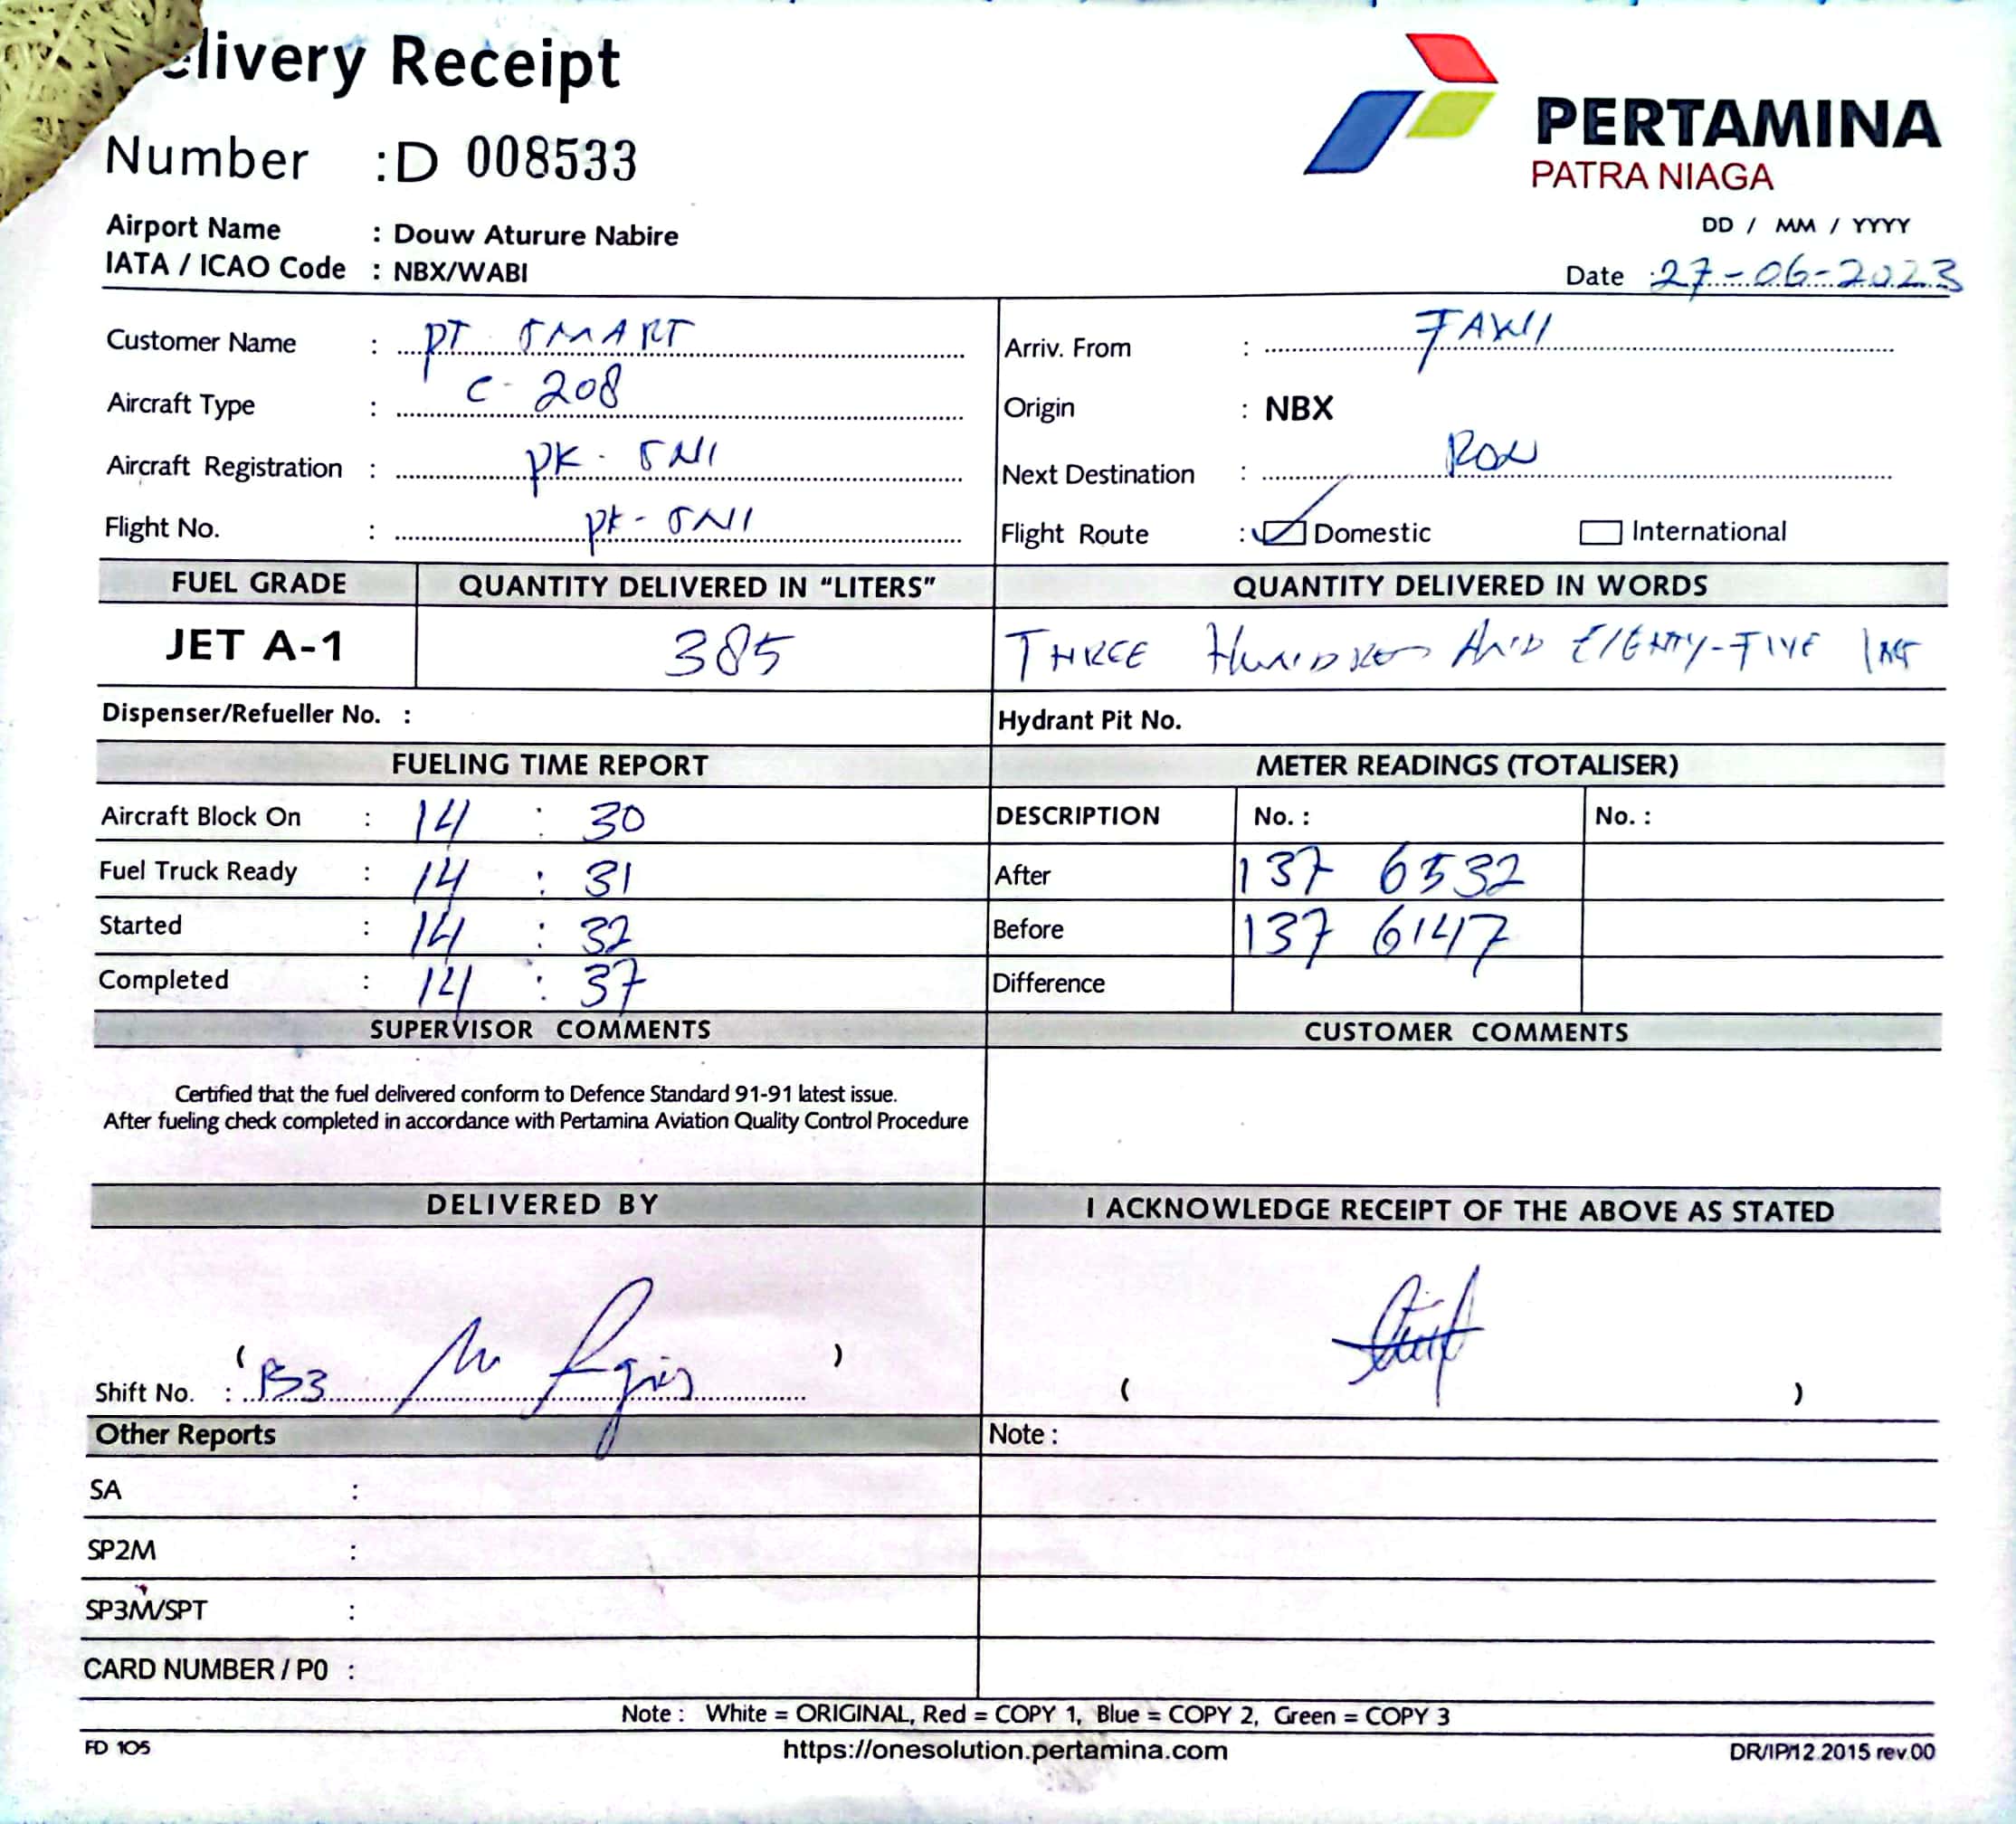 elivery Receipt
PERTAMINA
PATRA NIAGA
Number : D 008533
Airport Name : Douw Aturure Nabire
IATA / ICAO Code : NBX/WABI
DD / MM / YYYY
Date : 27-06-2023
Customer Name : PT SMART
Arriv. From :
Aircraft Type : C-208
Origin : NBX
Aircraft Registration : PK-SNI
Next Destination : RON
Flight No. : PK-SNI
Flight Route : Domestic International
FUEL GRADE QUANTITY DELIVERED IN "LITERS" QUANTITY DELIVERED IN WORDS
JET A-1 385 THREE HUNDRED AND EIGHTY-FIVE
Dispenser/Refueller No. : Hydrant Pit No.
FUELING TIME REPORT METER READINGS (TOTALISER)
Aircraft Block On : 14 : 30 DESCRIPTION No. : No. :
Fuel Truck Ready : 14 : 31 After 137 6532
Started : 14 : 32 Before 137 6147
Completed : 14 : 37 Difference
SUPERVISOR COMMENTS CUSTOMER COMMENTS
Certified that the fuel delivered conform to Defence Standard 91-91 latest issue.
After fueling check completed in accordance with Pertamina Aviation Quality Control Procedure
DELIVERED BY I ACKNOWLEDGE RECEIPT OF THE ABOVE AS STATED
( )
Shift No. : B3 ( )
Other Reports Note :
SA :
SP2M :
SP3M/SPT :
CARD NUMBER / P0 :
Note : White = ORIGINAL, Red = COPY 1, Blue = COPY 2, Green = COPY 3
FD 105 https://onesolution.pertamina.com DR/IP/12.2015 rev.00